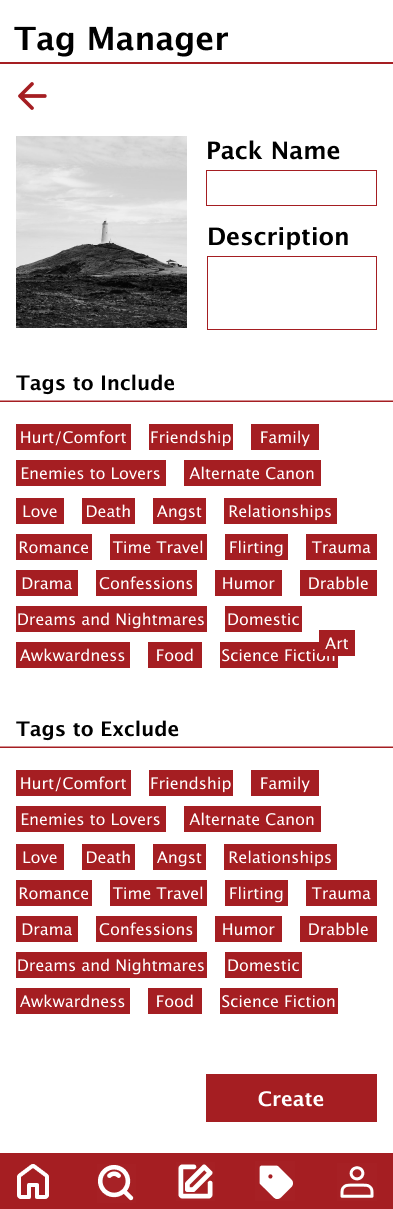 Tag Manager
Pack Name
Description
Tags to Include
Hurt/Comfort Friendship Family
Enemies to Lovers Alternate Canon
Love Death Angst Relationships
Romance Time Travel Flirting Trauma
Drama Confessions Humor Drabble
Dreams and Nightmares Domestic
Art
Awkwardness Food Science Fiction
Tags to Exclude
Hurt/Comfort Friendship Family
Enemies to Lovers Alternate Canon
Love Death Angst Relationships
Romance Time Travel Flirting Trauma
Drama Confessions Humor Drabble
Dreams and Nightmares Domestic
Awkwardness Food Science Fiction
Create